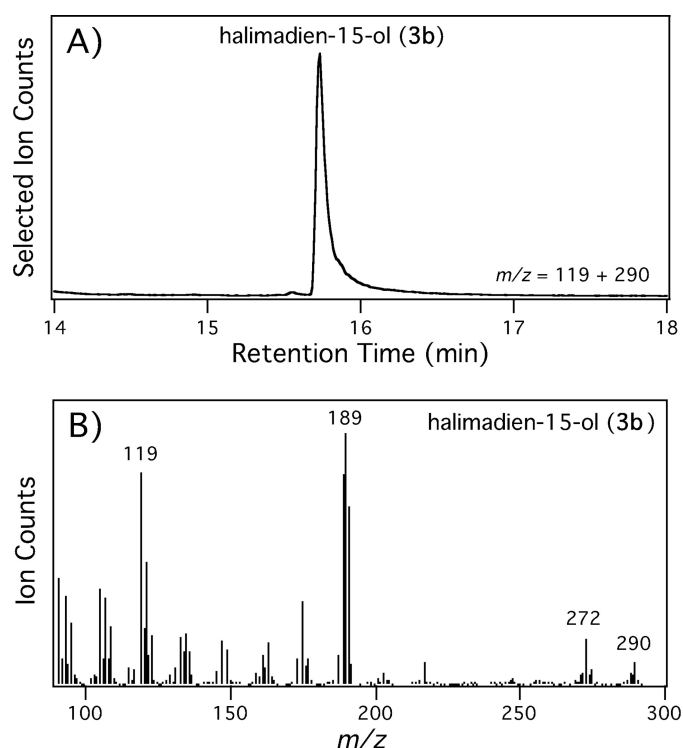 A)
halimadien-15-ol (3b)
Selected Ion Counts
m/z = 119 + 290
14 15 16 17 18
Retention Time (min)
B)
189
halimadien-15-ol (3b)
119
Ion Counts
272
290
100 150 200 250 300
m/z